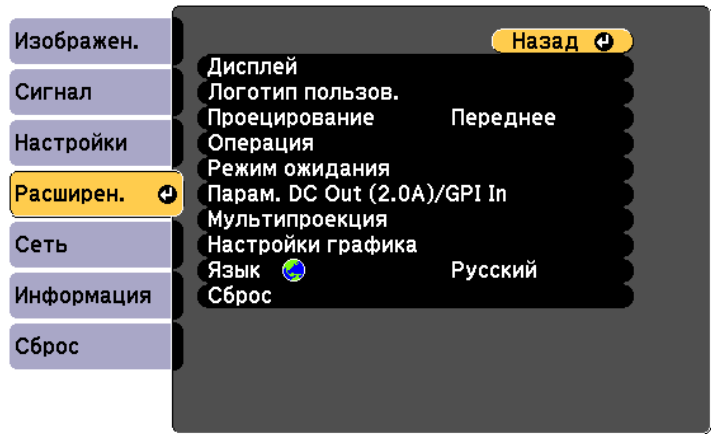 Изображен.
Сигнал
Настройки
Расширен.
Сеть
Информация
Сброс
Назад
Дисплей
Логотип пользов.
Проецирование Переднее
Операция
Режим ожидания
Парам. DC Out (2.0A)/GPI In
Мультипроекция
Настройки графика
Язык Русский
Сброс